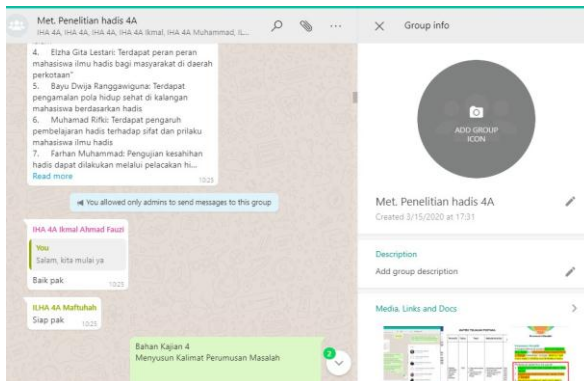 Met. Penelitian hadis 4A
IHA 4A, IHA 4A, IHA 4A, IHA 4A Ikmal, IHA 4A Muhammad, IL...
4. Elzha Gita Lestari: Terdapat peran peran
mahasiswa ilmu hadis bagi masyarakat di daerah
perkotaan"
5. Bayu Dwija Ranggawiguna: Terdapat
pengamalan pola hidup sehat di kalangan
mahasiswa berdasarkan hadis
6. Muhamad Rifki: Terdapat pengaruh
pembelajaran hadis terhadap sifat dan prilaku
mahasiswa ilmu hadis
7. Farhan Muhammad: Pengujian kesahihan
hadis dapat dilakukan melalui pelacakan hi...
Read more
10:25
You allowed only admins to send messages to this group
IHA 4A Ikmal Ahmad Fauzi
You
Salam, kita mulai ya
Baik pak
10:25
ILHA 4A Maftuhah
Siap pak
10:25
Bahan Kajian 4
Menyusun Kalimat Perumusan Masalah
2
Group info
ADD GROUP
ICON
Met. Penelitian hadis 4A
Created 3/15/2020 at 17:31
Description
Add group description
Media, Links and Docs